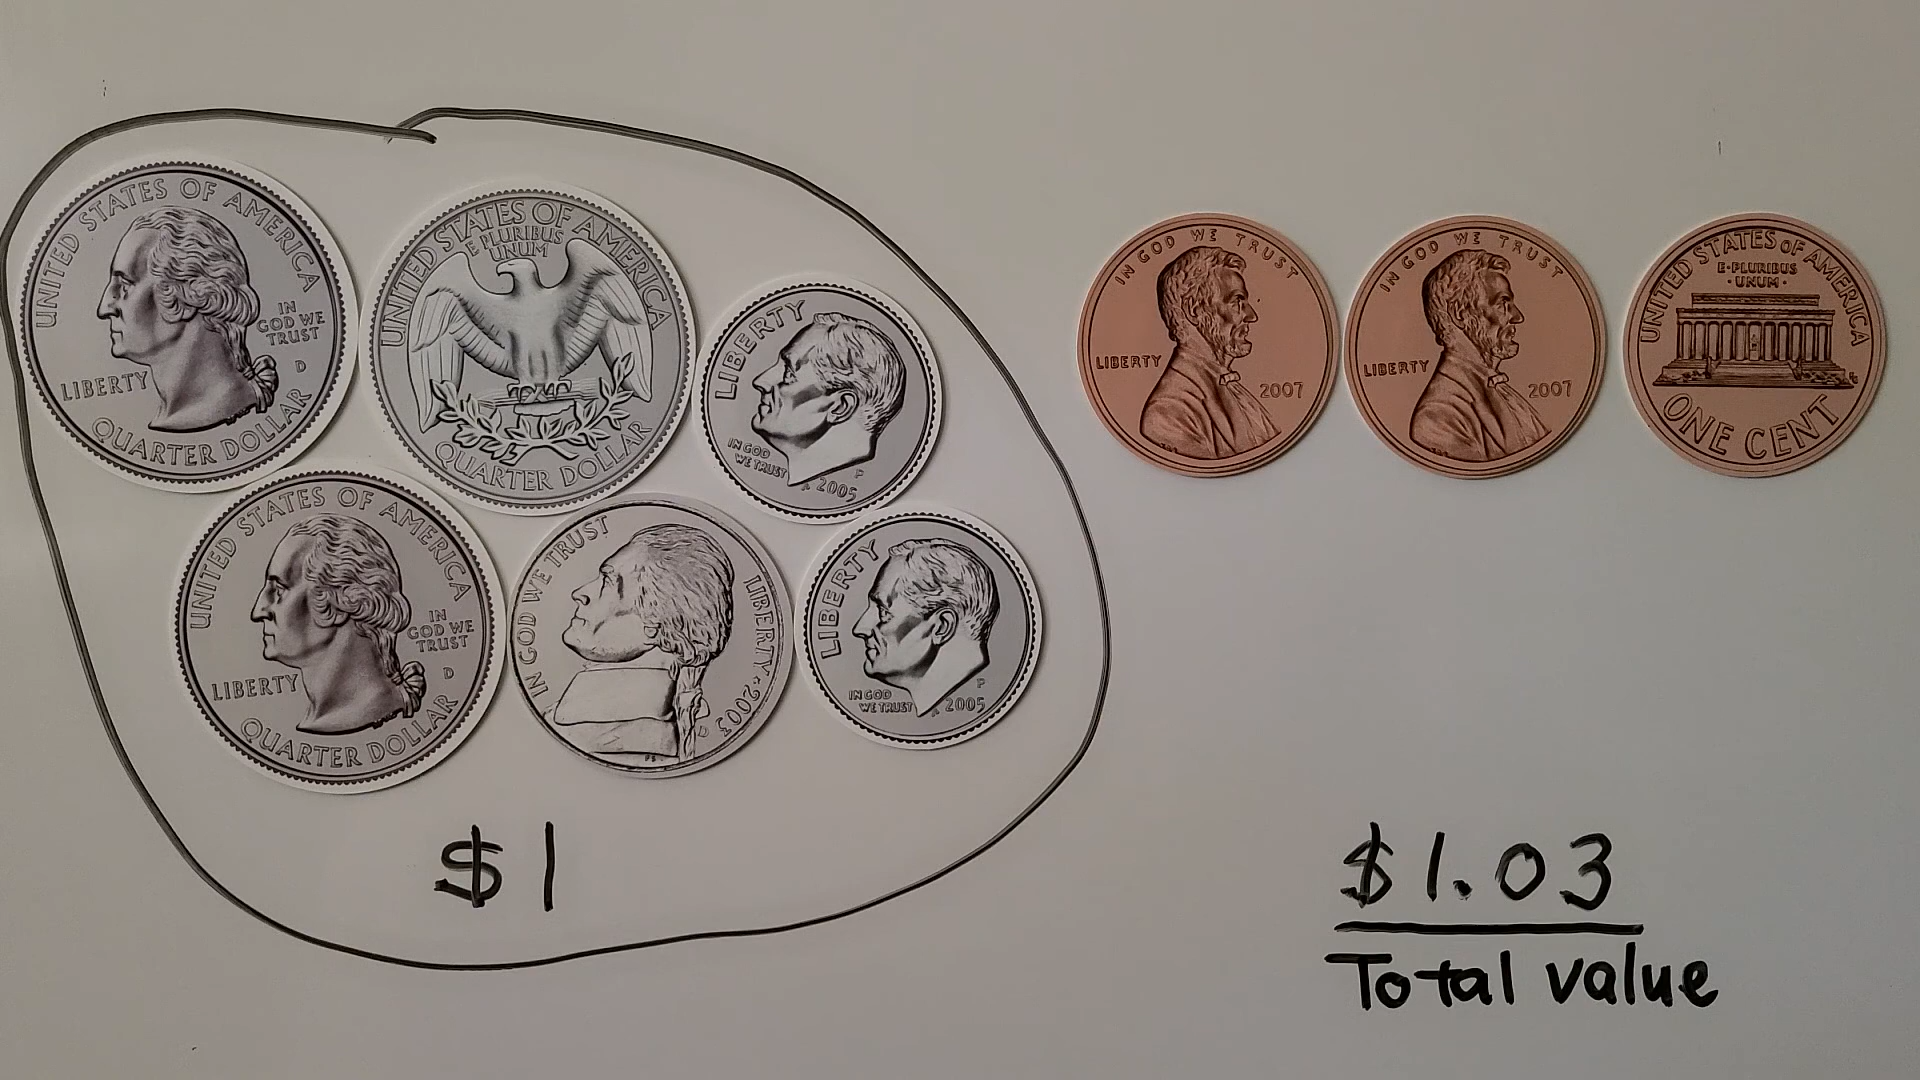 UNITED STATES OF AMERICA
IN
GOD WE
TRUST
D
LIBERTY
QUARTER DOLLAR
UNITED STATES OF AMERICA
E PLURIBUS
UNUM
QUARTER DOLLAR
LIBERTY
IN GOD
WE TRUST
P
2005
IN GOD WE TRUST
LIBERTY
2007
IN GOD WE TRUST
LIBERTY
2007
UNITED STATES OF AMERICA
E·PLURIBUS
·UNUM·
ONE CENT
UNITED STATES OF AMERICA
IN
GOD WE
TRUST
D
LIBERTY
QUARTER DOLLAR
IN GOD WE TRUST
LIBERTY★2003
D
LIBERTY
IN GOD
WE TRUST
P
2005
$1
$1.03
Total value